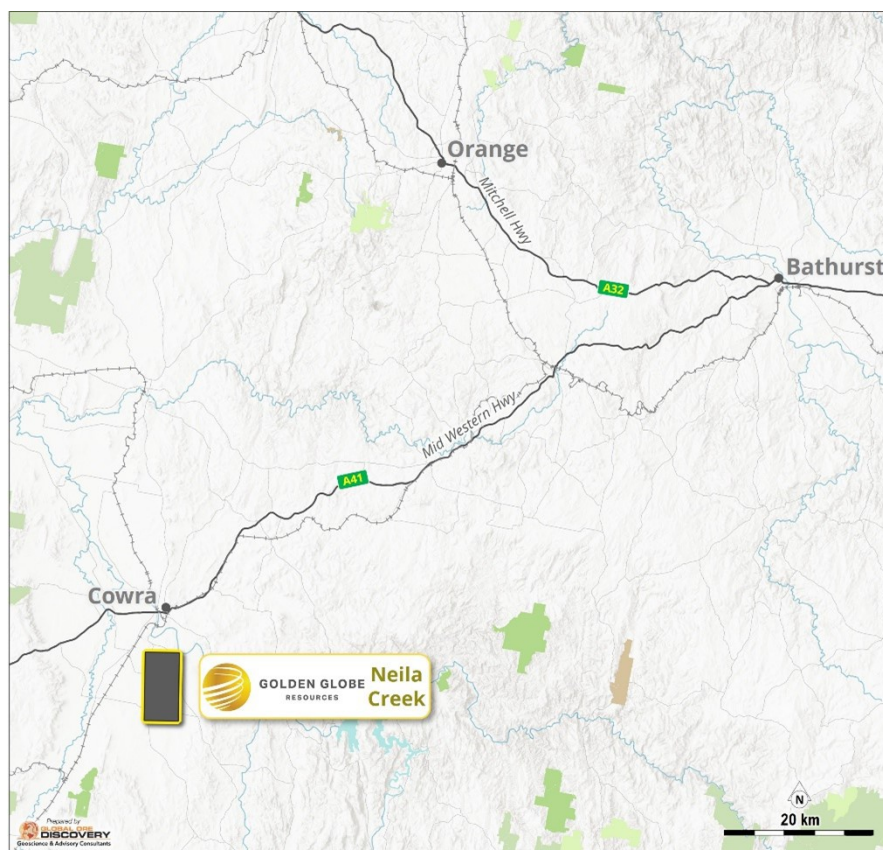 Orange
Mitchell Hwy
Bathurst
A32
Mid Western Hwy
A41
Cowra
GOLDEN GLOBE
RESOURCES
Neila
Creek
N
20 km
Prepared by
GLOBAL ORE
DISCOVERY
Geoscience & Advisory Consultants